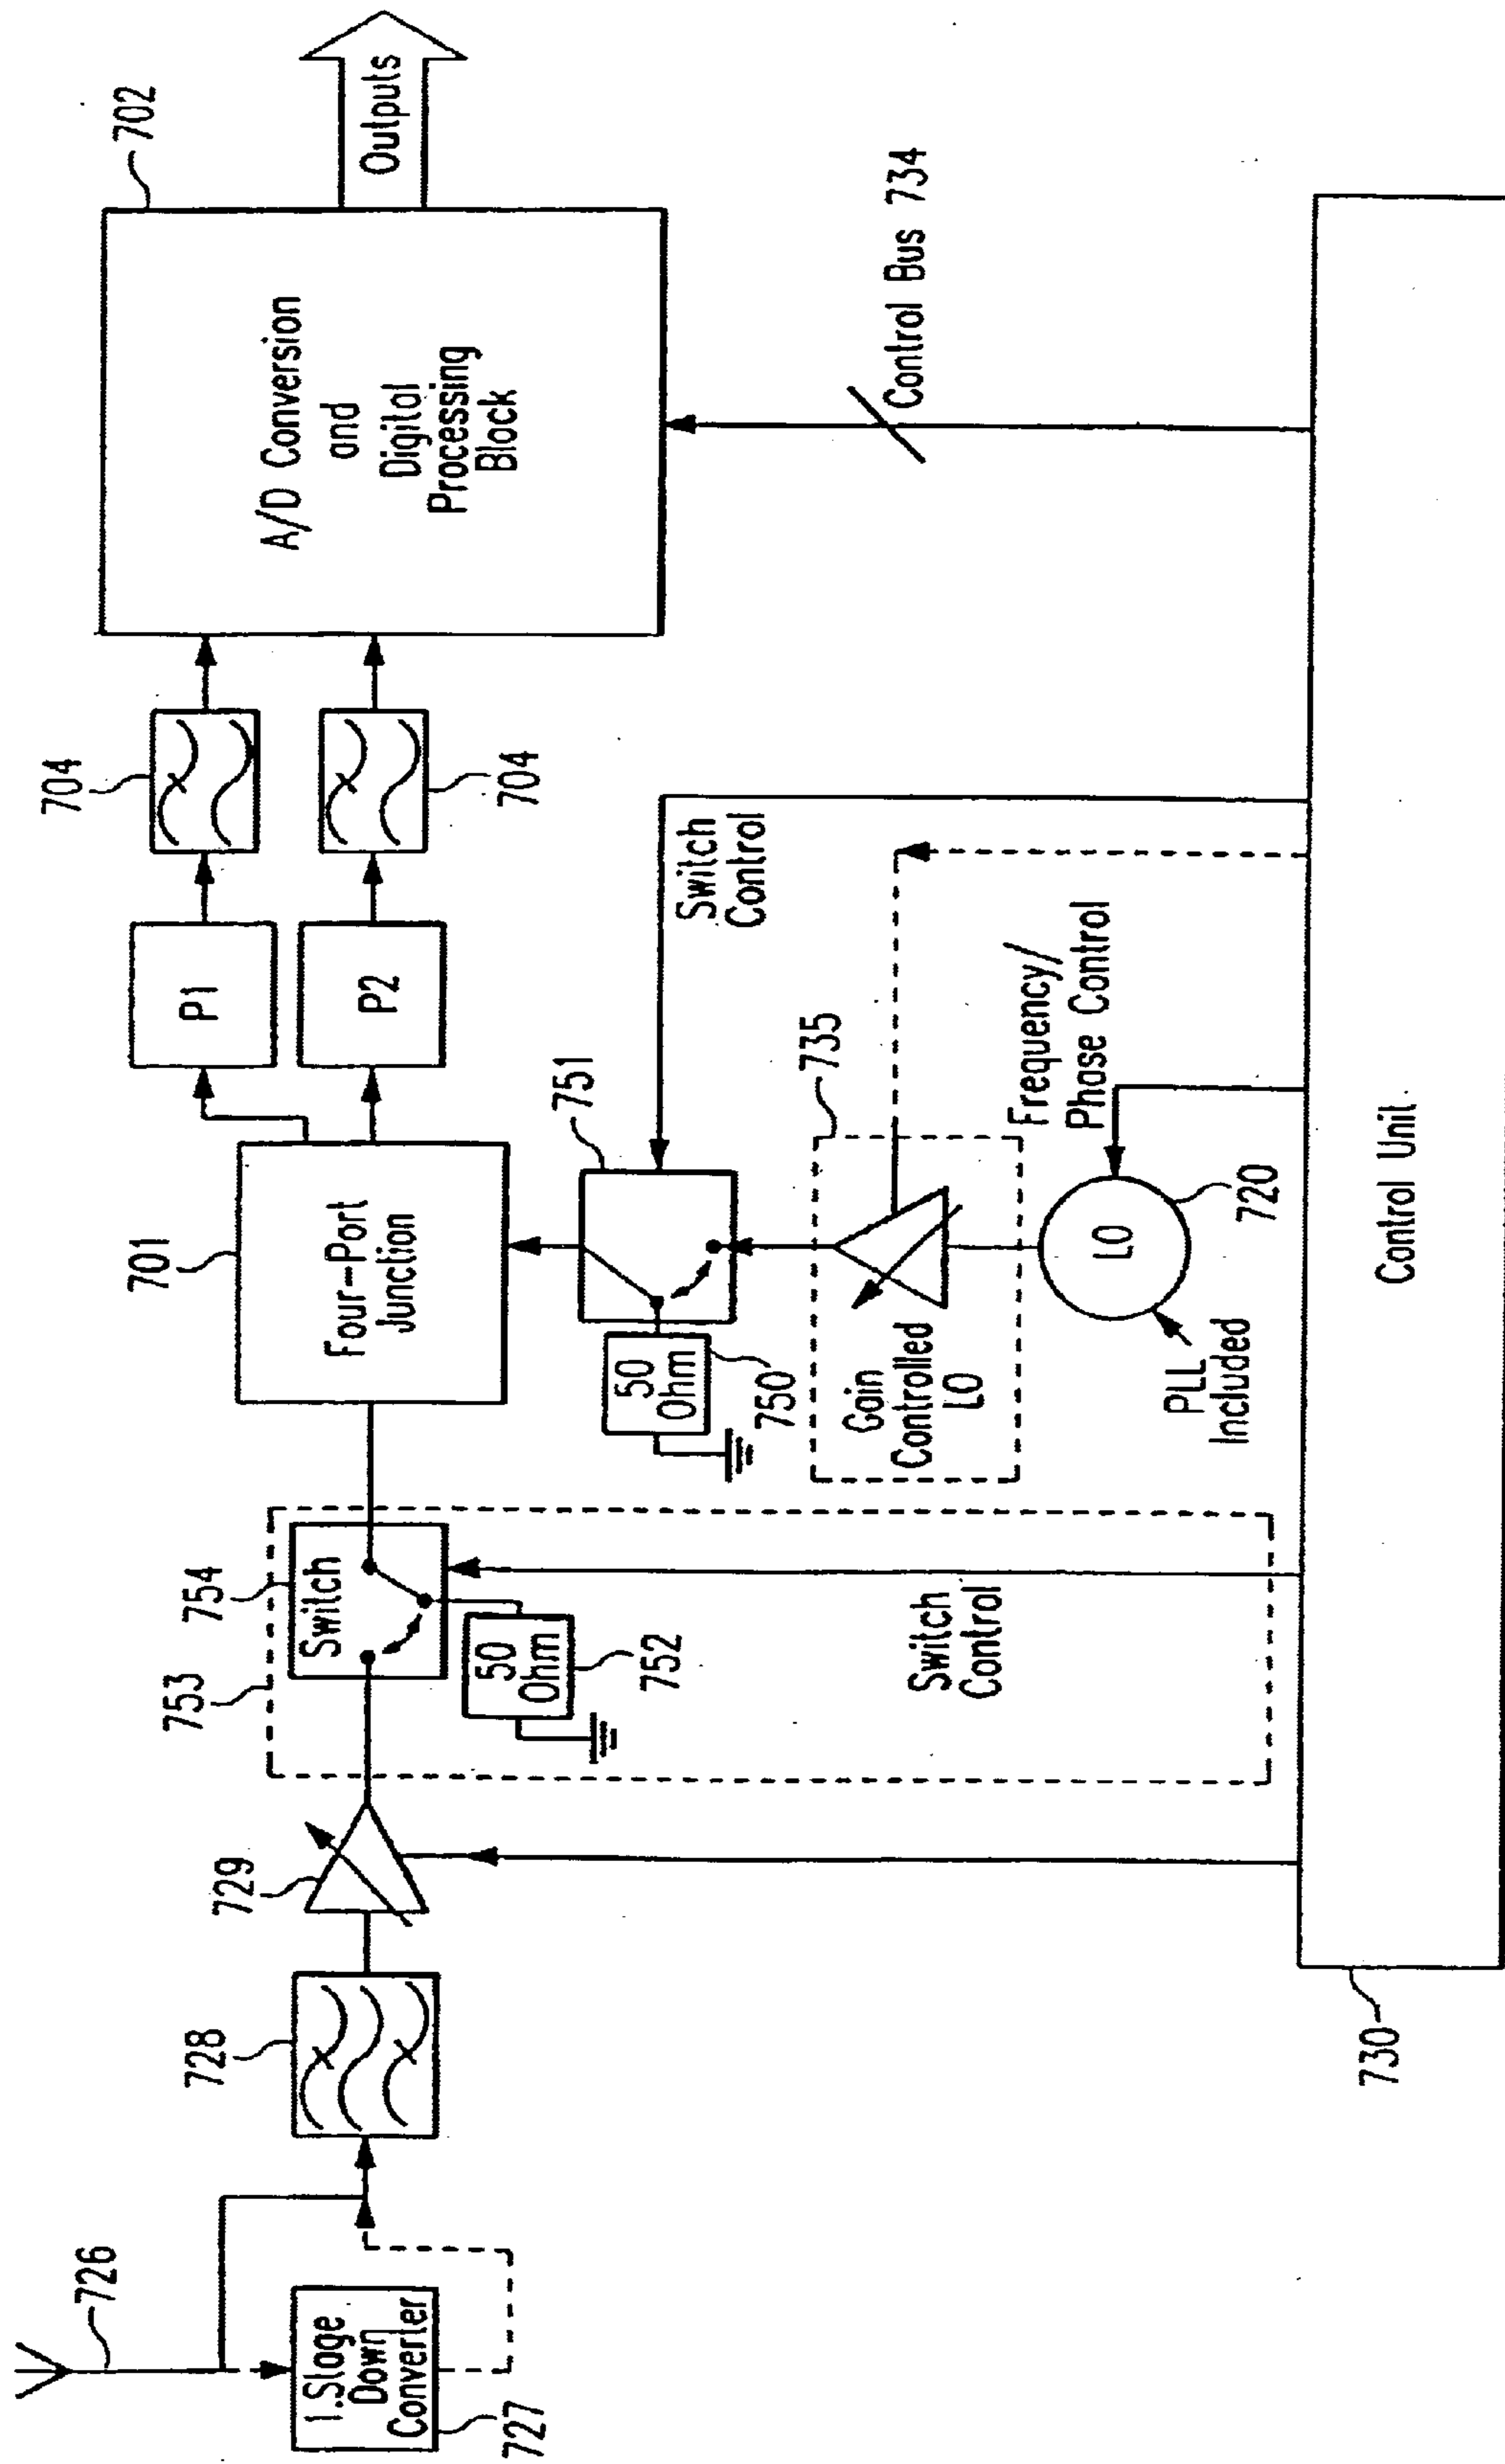 726
1.Stage
Down
Converter
727
728
729
753
754
Switch
50
Ohm
752
Switch
Control
701
Four-Port
Junction
P1
P2
704
704
702
A/D Conversion
and
Digital
Processing
Block
Outputs
751
50
Ohm
750
Switch
Control
735
Gain
Controlled
LO
Frequency/
Phase Control
LO
720
PLL
Included
Control Bus 734
Control Unit
730